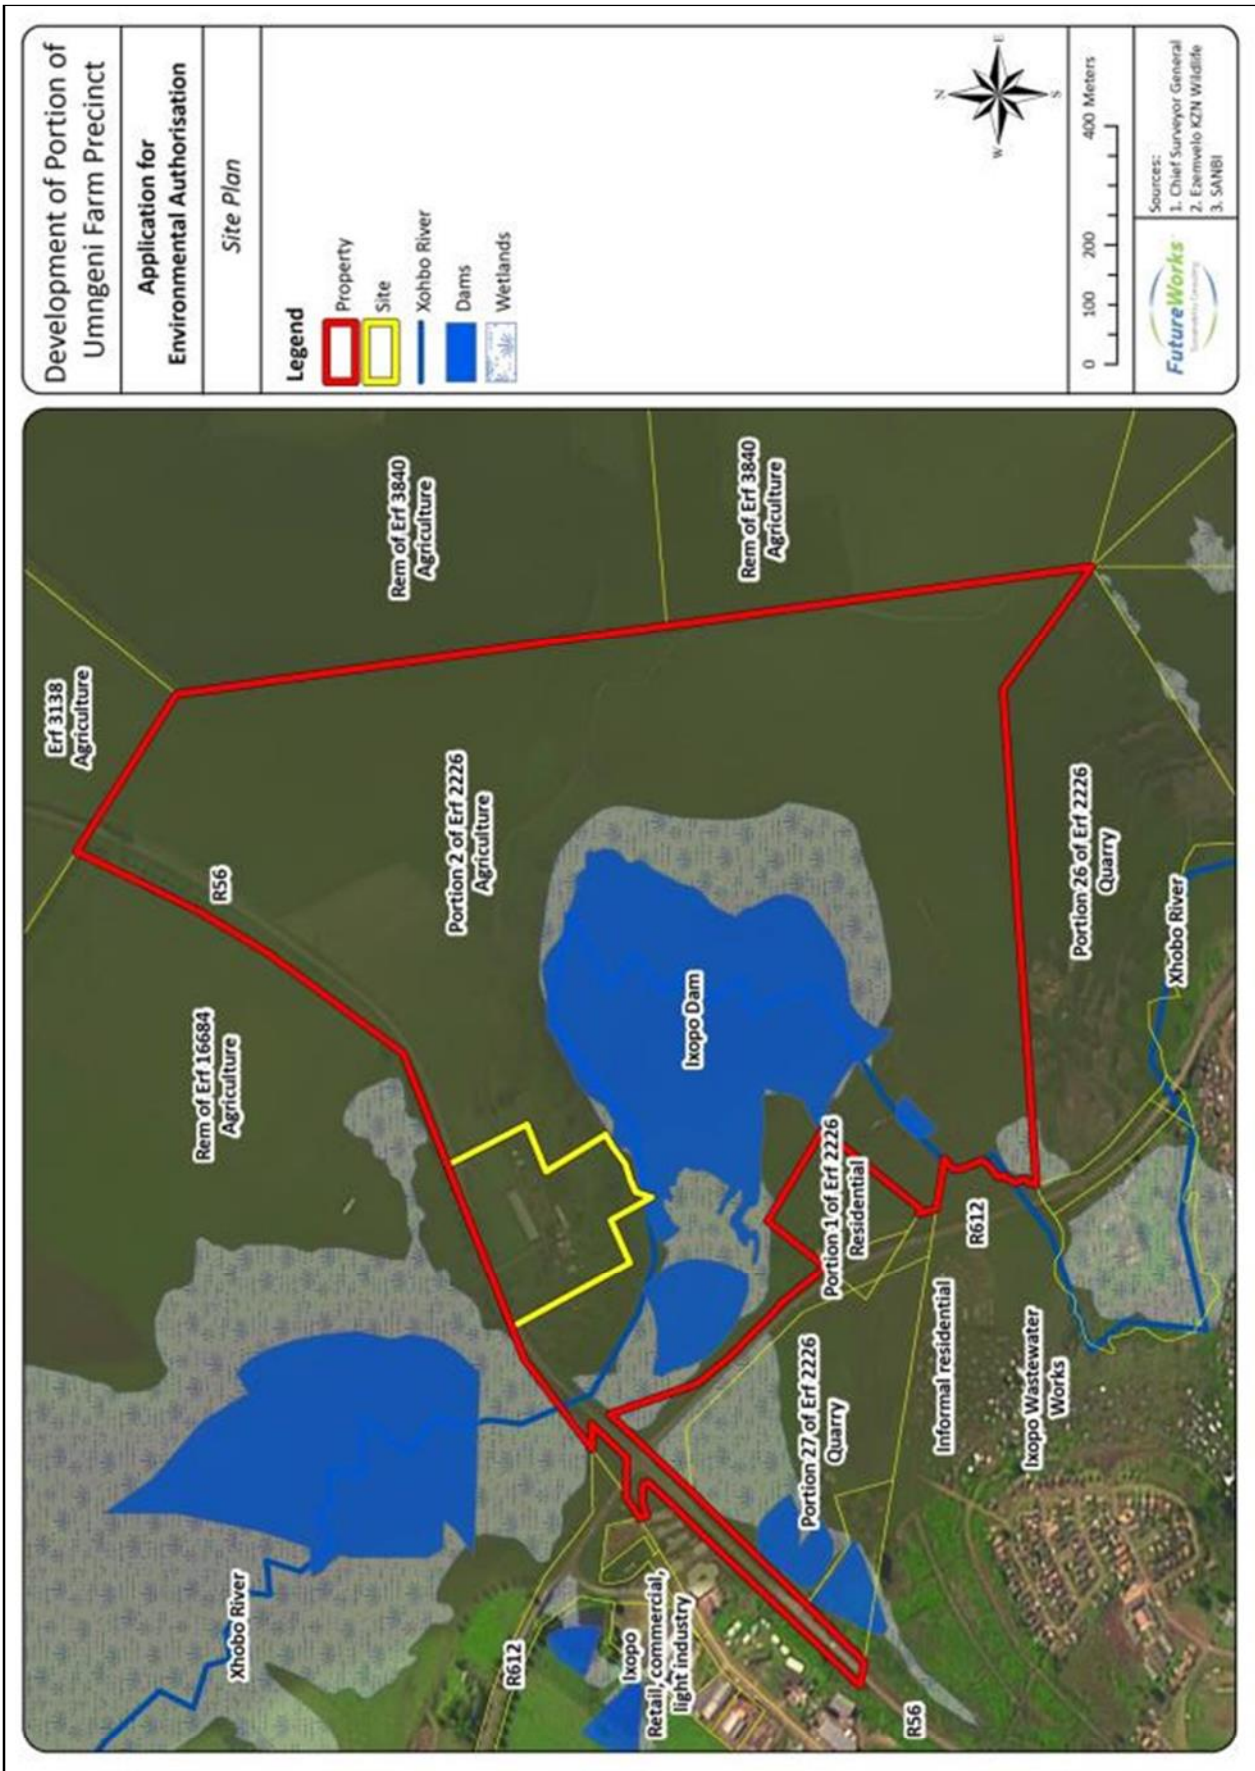 Development of Portion of
Umngeni Farm Precinct
Application for
Environmental Authorisation
Site Plan
Legend
Property
Site
Xohbo River
Dams
Wetlands
N
E
S
W
0 100 200 400 Meters
FutureWorks
Sustainability Consulting
Sources:
1. Chief Surveyor General
2. Ezemvelo KZN Wildlife
3. SANBI
Erf 3138
Agriculture
Rem of Erf 3840
Agriculture
Rem of Erf 3840
Agriculture
R56
Rem of Erf 16684
Agriculture
Portion 2 of Erf 2226
Agriculture
Ixopo Dam
Portion 26 of Erf 2226
Quarry
Xhobo River
Portion 1 of Erf 2226
Residential
R612
Informal residential
Ixopo Wastewater
Works
Portion 27 of Erf 2226
Quarry
Xhobo River
R612
Ixopo
Retail, commercial,
light industry
R56